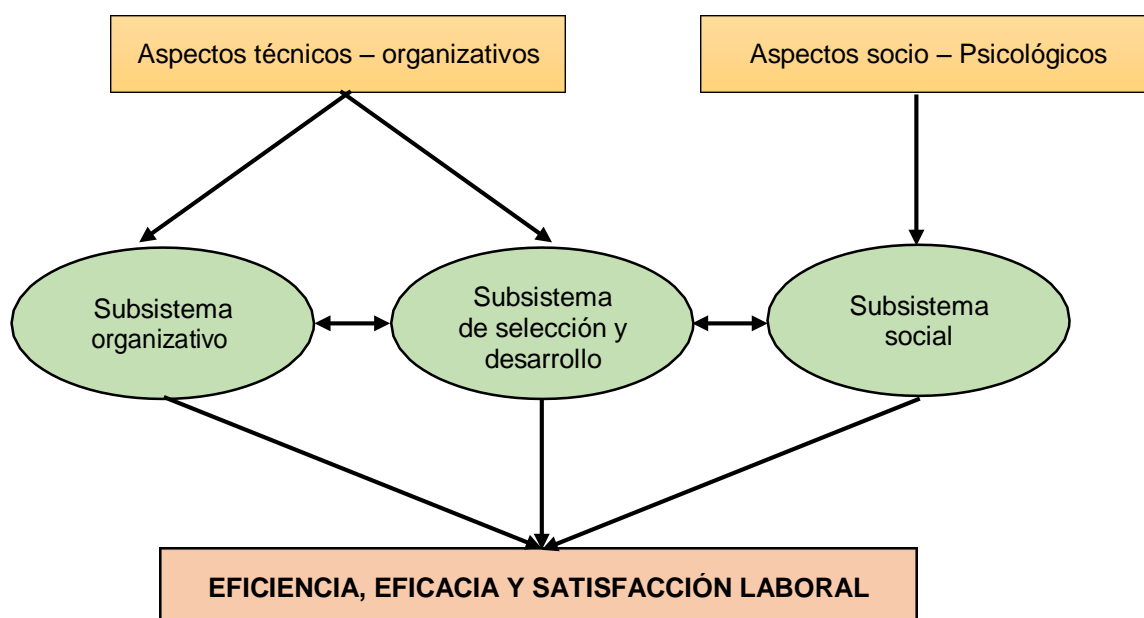 Aspectos técnicos – organizativos
Aspectos socio – Psicológicos
Subsistema
organizativo
Subsistema
de selección y
desarrollo
Subsistema
social
EFICIENCIA, EFICACIA Y SATISFACCIÓN LABORAL